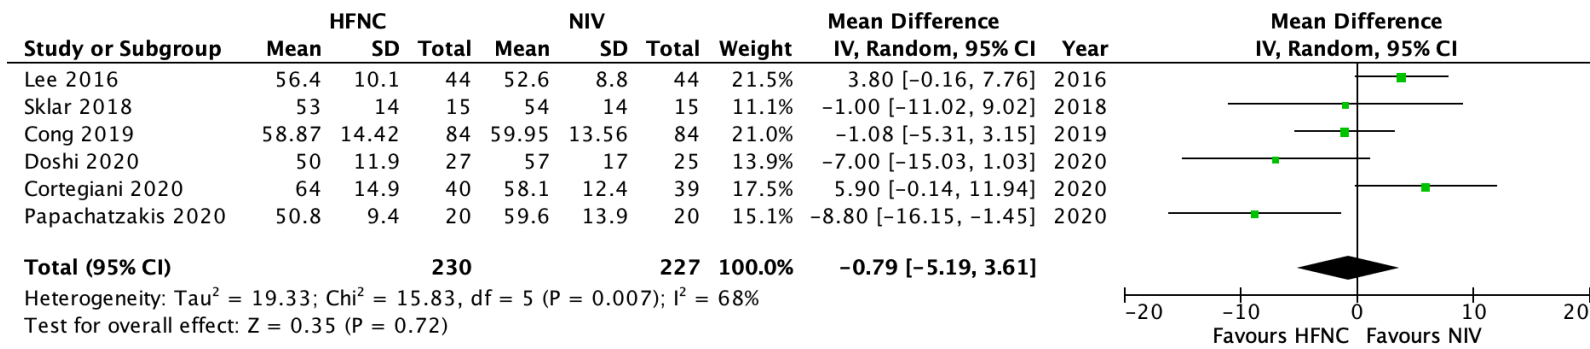 HFNC NIV Mean Difference Mean Difference
Study or Subgroup Mean SD Total Mean SD Total Weight IV, Random, 95% CI Year IV, Random, 95% CI
Lee 2016 56.4 10.1 44 52.6 8.8 44 21.5% 3.80 [−0.16, 7.76] 2016
Sklar 2018 53 14 15 54 14 15 11.1% −1.00 [−11.02, 9.02] 2018
Cong 2019 58.87 14.42 84 59.95 13.56 84 21.0% −1.08 [−5.31, 3.15] 2019
Doshi 2020 50 11.9 27 57 17 25 13.9% −7.00 [−15.03, 1.03] 2020
Cortegiani 2020 64 14.9 40 58.1 12.4 39 17.5% 5.90 [−0.14, 11.94] 2020
Papachatzakis 2020 50.8 9.4 20 59.6 13.9 20 15.1% −8.80 [−16.15, −1.45] 2020
Total (95% CI) 230 227 100.0% −0.79 [−5.19, 3.61]
Heterogeneity: Tau² = 19.33; Chi² = 15.83, df = 5 (P = 0.007); I² = 68%
Test for overall effect: Z = 0.35 (P = 0.72)
−20 −10 0 10 20
Favours HFNC Favours NIV